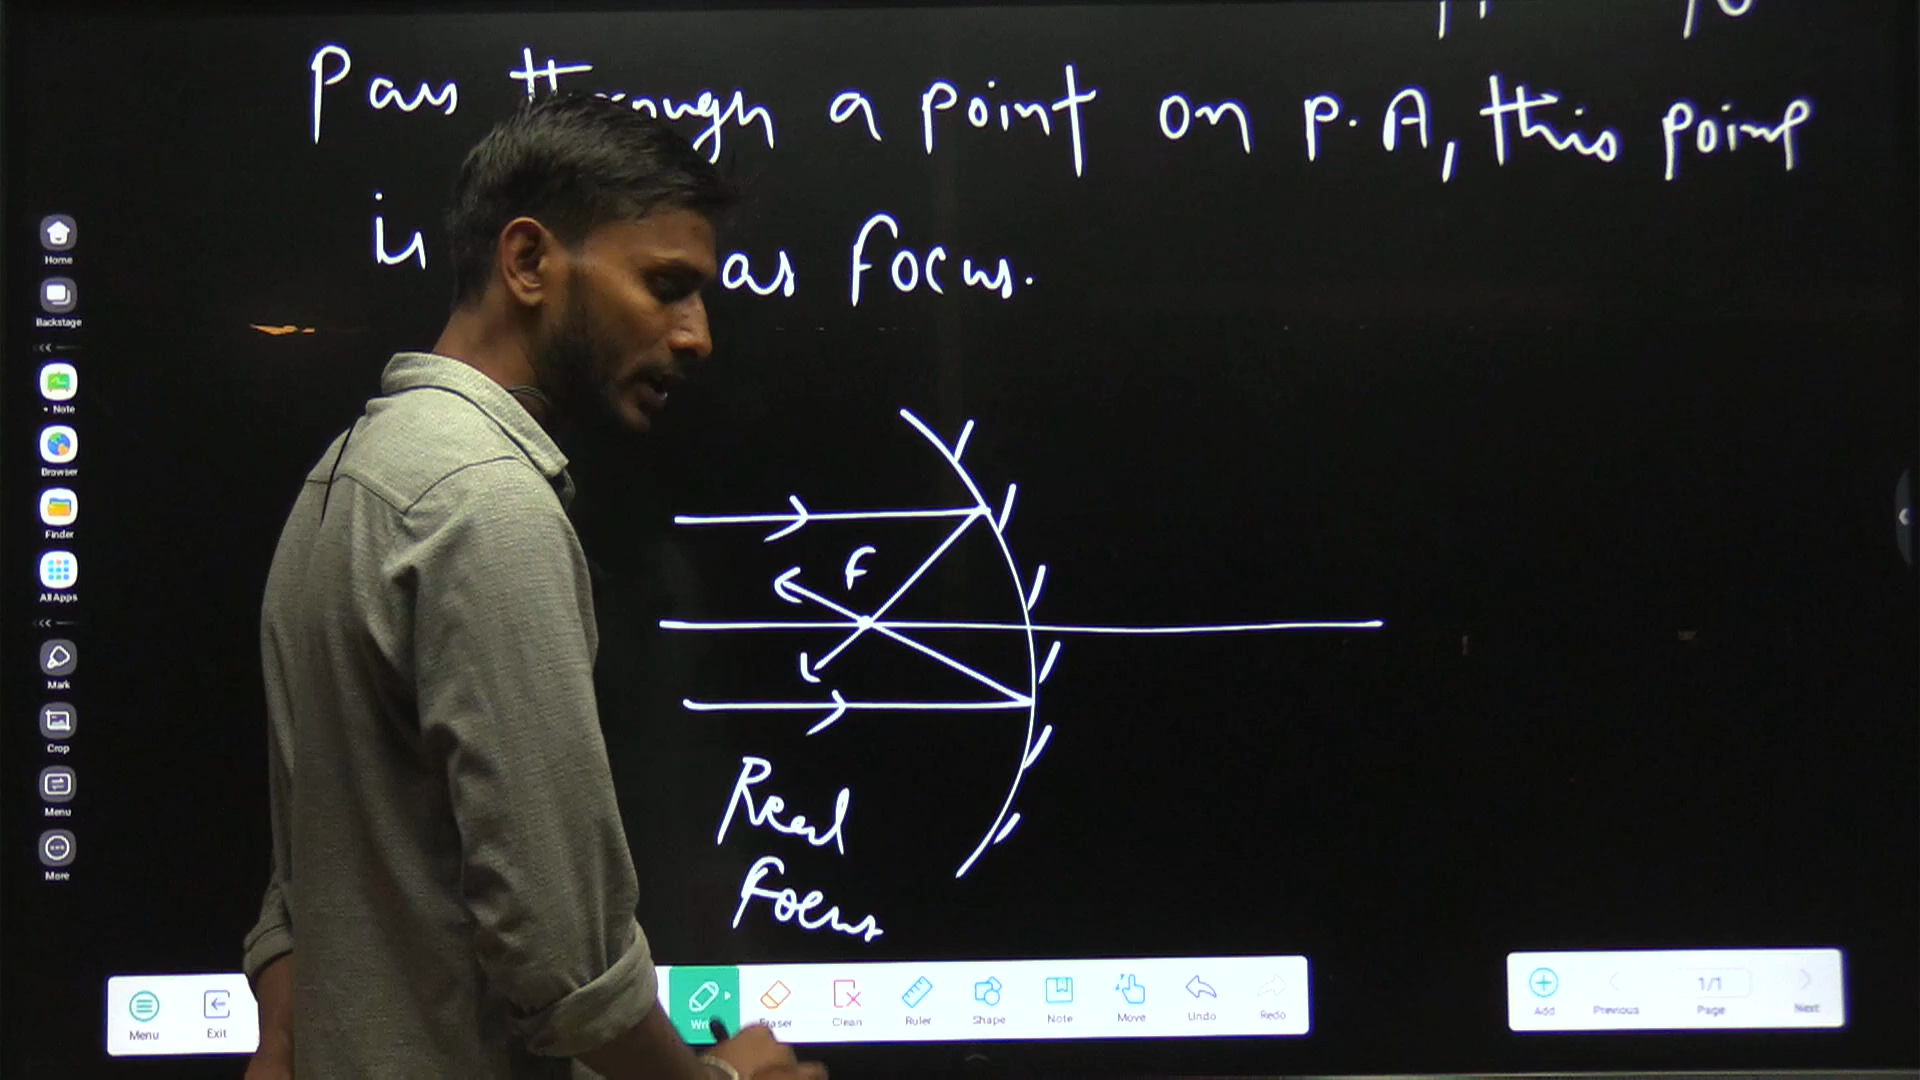 Pass through a point on P.A, this point
is as focus.
F
Real
focus
Home
Backstage
Note
Browser
Finder
All Apps
Mark
Crop
Menu
More
Menu
Exit
Eraser
Clean
Ruler
Shape
Note
Move
Undo
Redo
Add
Previous
1/1
Page
Next